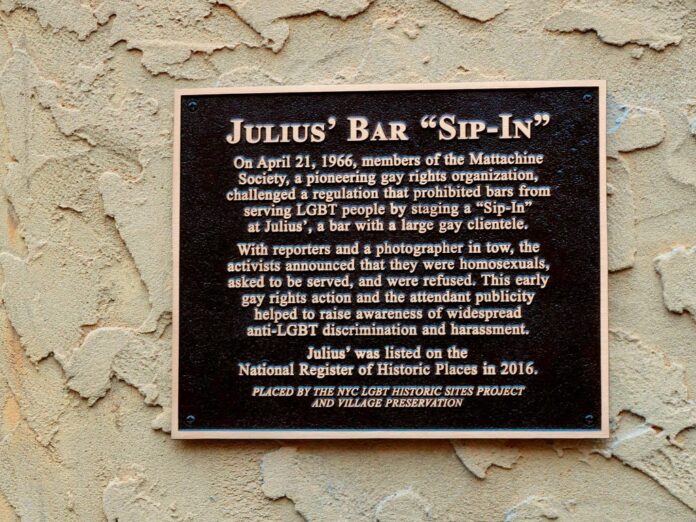 JULIUS' BAR "SIP-IN"
On April 21, 1966, members of the Mattachine
Society, a pioneering gay rights organization,
challenged a regulation that prohibited bars from
serving LGBT people by staging a "Sip-In"
at Julius', a bar with a large gay clientele.
With reporters and a photographer in tow, the
activists announced that they were homosexuals,
asked to be served, and were refused. This early
gay rights action and the attendant publicity
helped to raise awareness of widespread
anti-LGBT discrimination and harassment.
Julius' was listed on the
National Register of Historic Places in 2016.
PLACED BY THE NYC LGBT HISTORIC SITES PROJECT
AND VILLAGE PRESERVATION